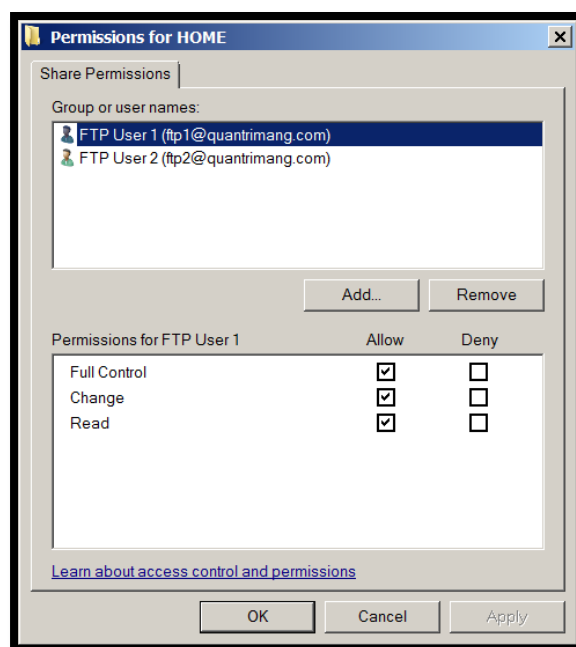 Permissions for HOME
Share Permissions
Group or user names:
FTP User 1 (ftp1@quantrimang.com)
FTP User 2 (ftp2@quantrimang.com)
Add... Remove
Permissions for FTP User 1 Allow Deny
Full Control
Change
Read
Learn about access control and permissions
OK Cancel Apply